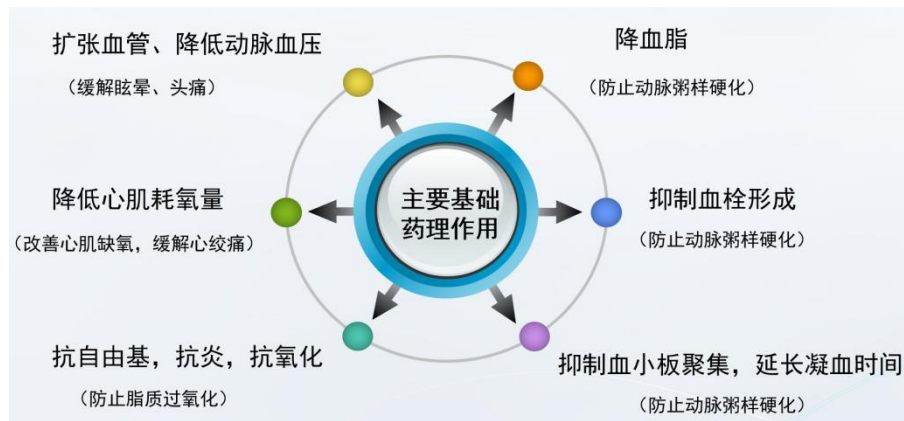 扩张血管、降低动脉血压
（缓解眩晕、头痛）
降血脂
（防止动脉粥样硬化）
降低心肌耗氧量
（改善心肌缺氧，缓解心绞痛）
主要基础
药理作用
抑制血栓形成
（防止动脉粥样硬化）
抗自由基，抗炎，抗氧化
（防止脂质过氧化）
抑制血小板聚集，延长凝血时间
（防止动脉粥样硬化）